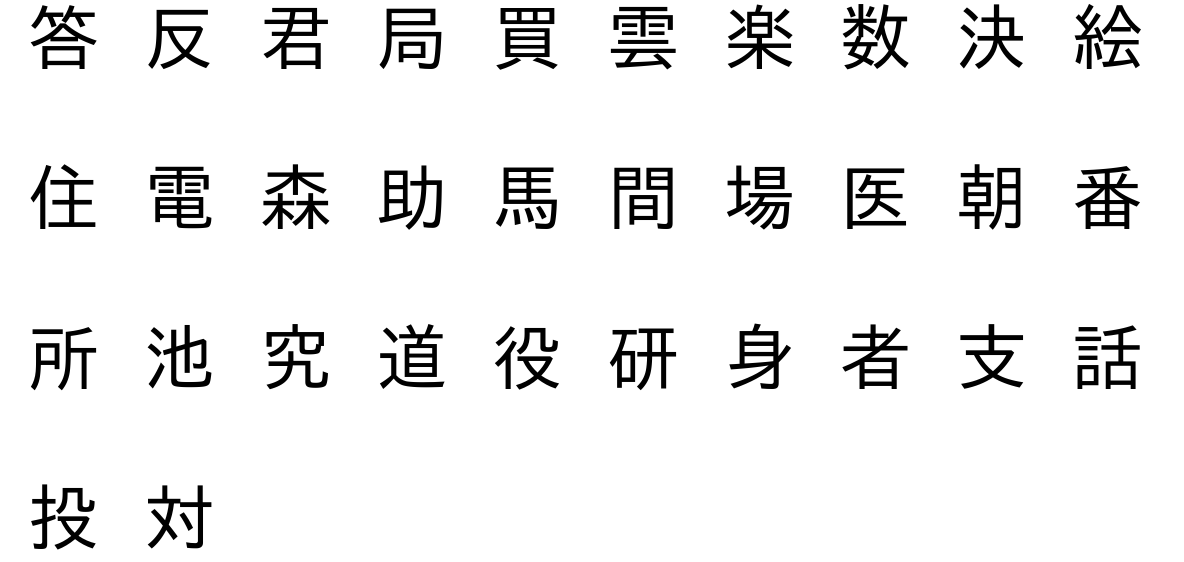 答 反 君 局 買 雲 楽 数 決 絵
住 電 森 助 馬 間 場 医 朝 番
所 池 究 道 役 研 身 者 支 話
投 対